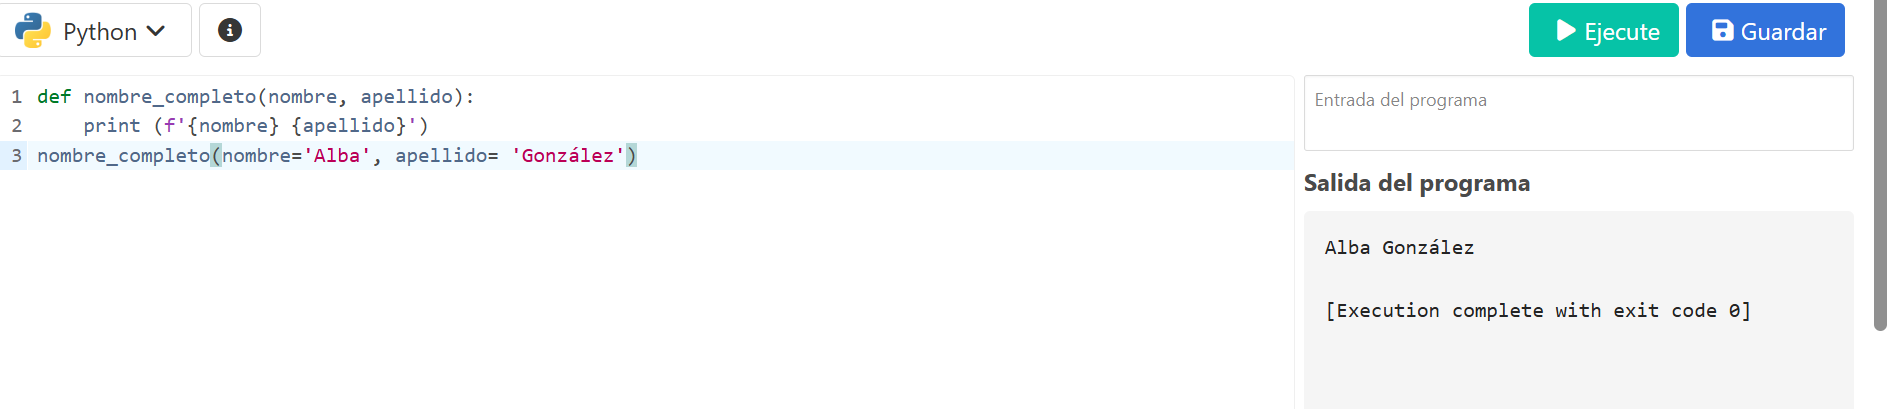 Python
Ejecute
Guardar
1 def nombre_completo(nombre, apellido):
2     print (f'{nombre} {apellido}')
3 nombre_completo(nombre='Alba', apellido= 'González')
Entrada del programa
Salida del programa
Alba González
[Execution complete with exit code 0]